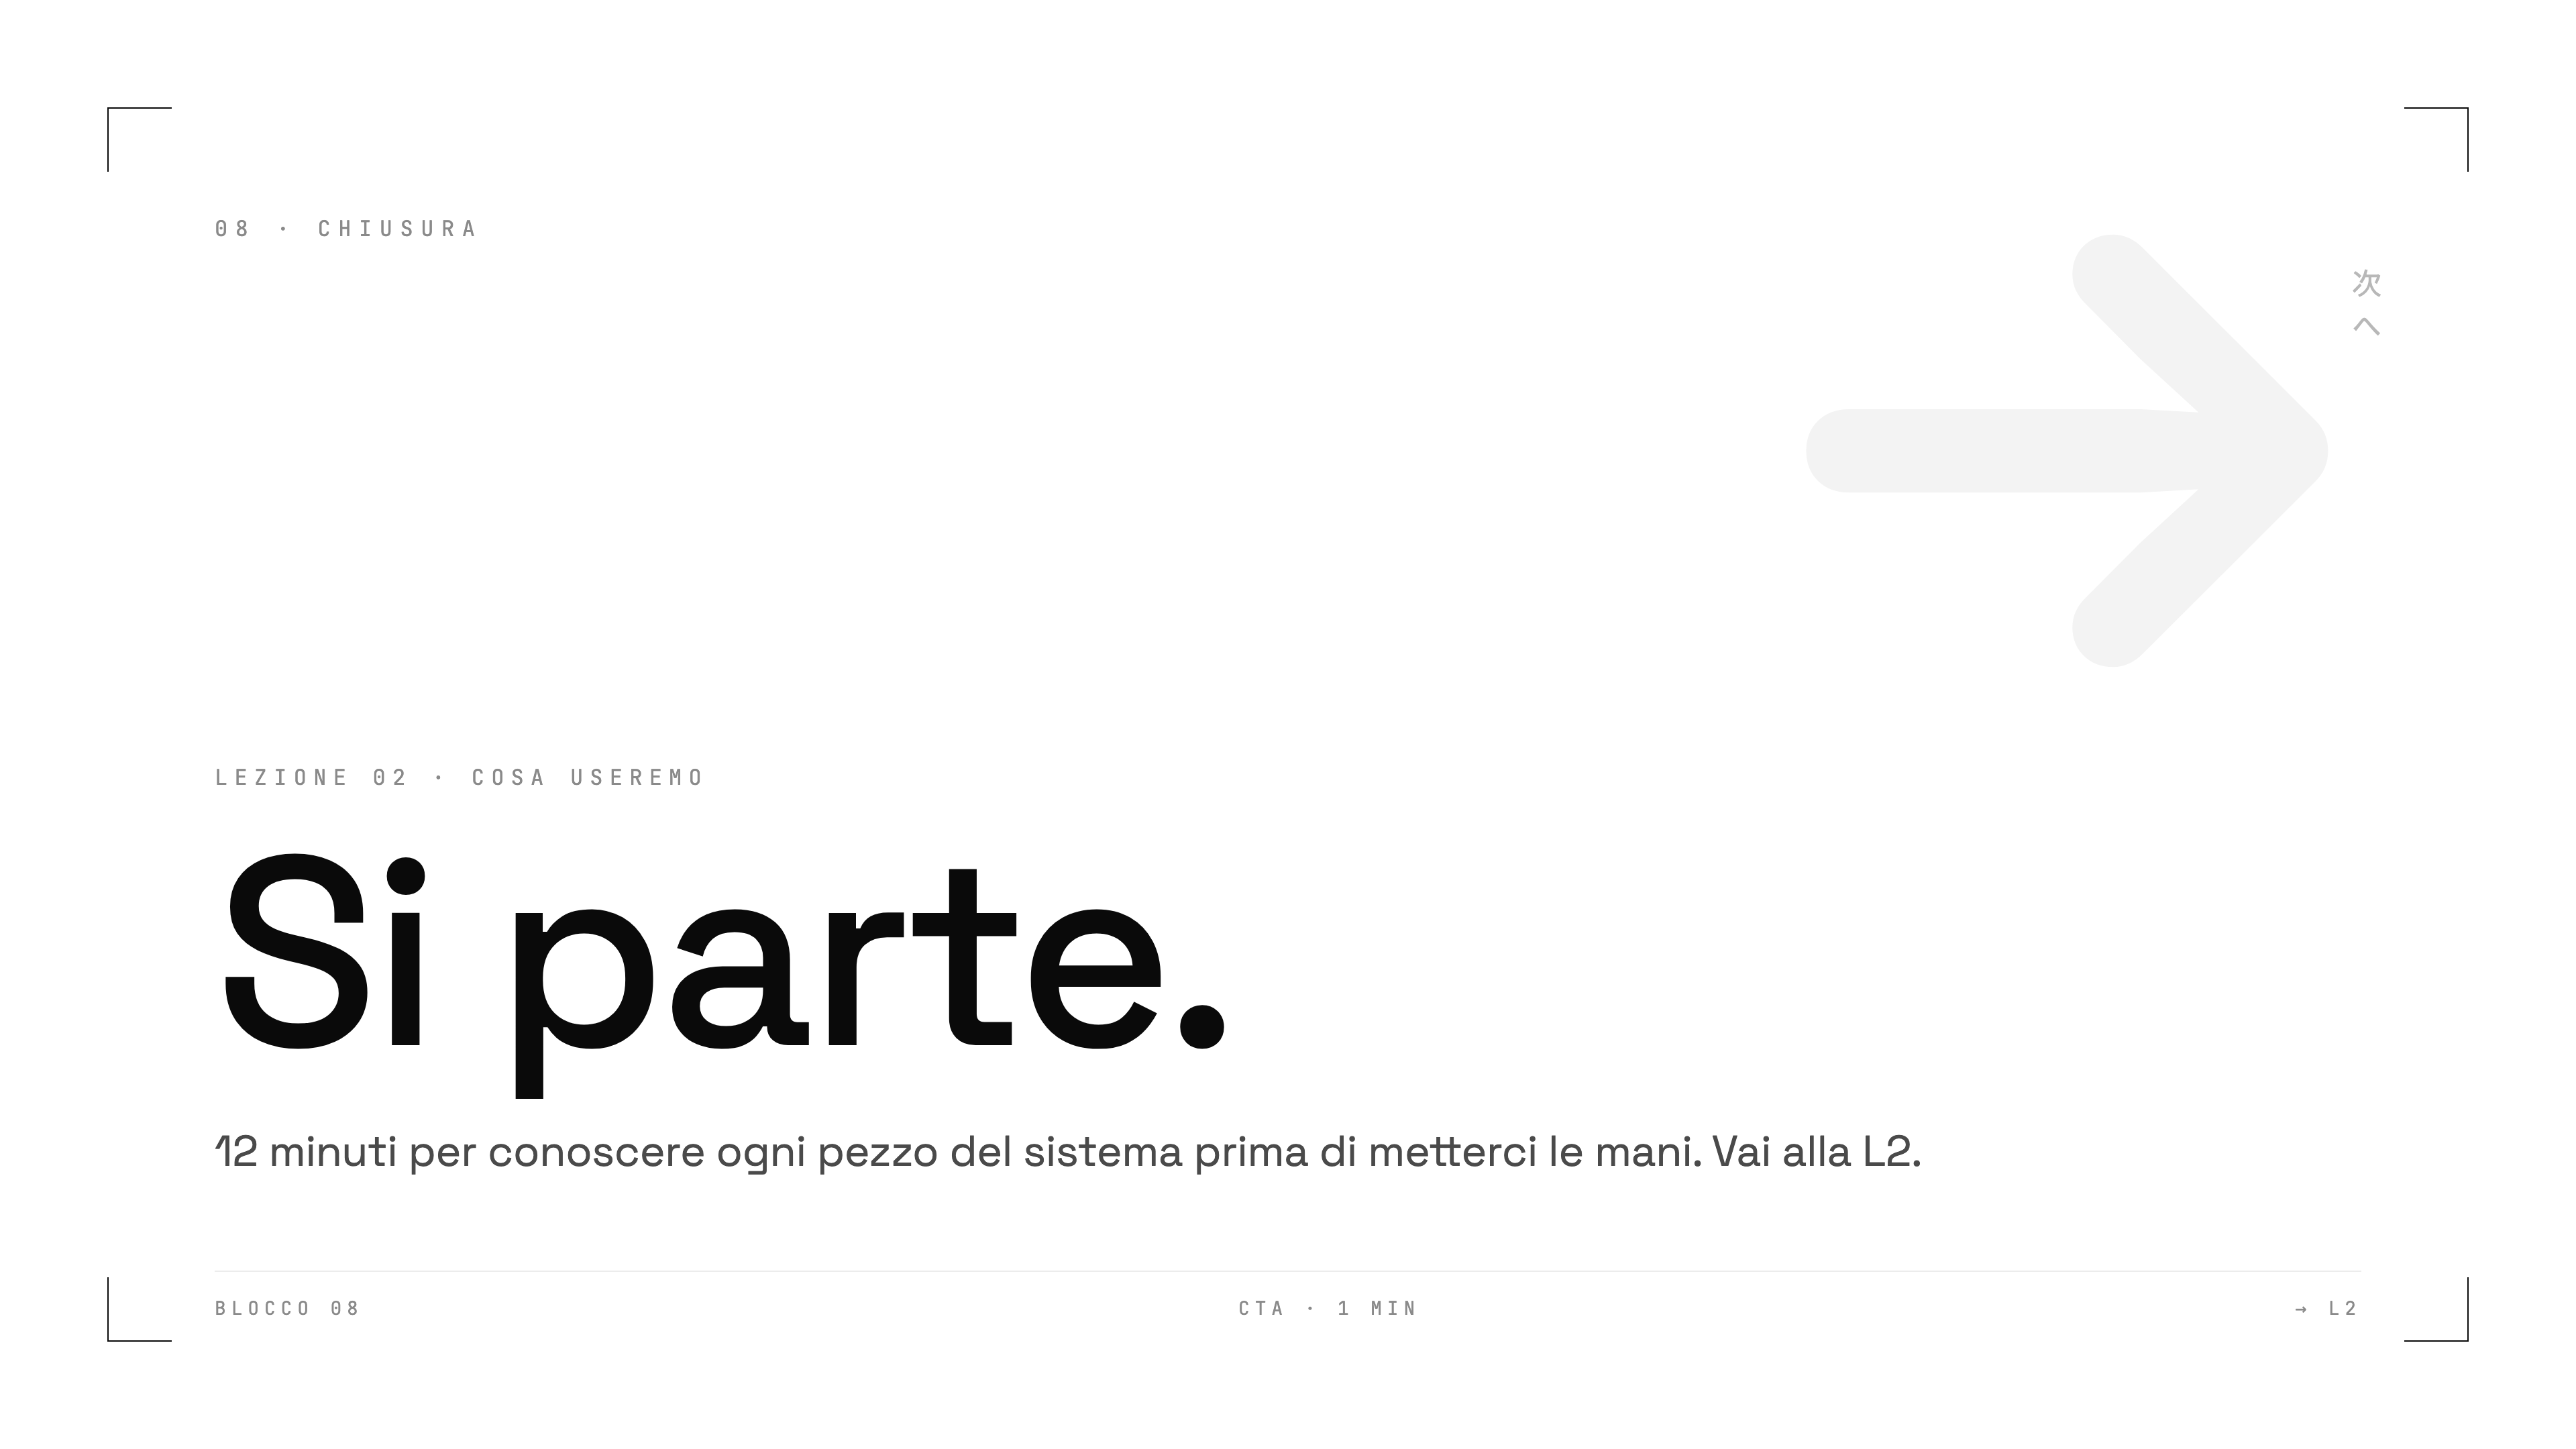 08 · CHIUSURA
次へ
LEZIONE 02 · COSA USEREMO
Si parte.
12 minuti per conoscere ogni pezzo del sistema prima di metterci le mani. Vai alla L2.
BLOCCO 08
CTA · 1 MIN
→ L2